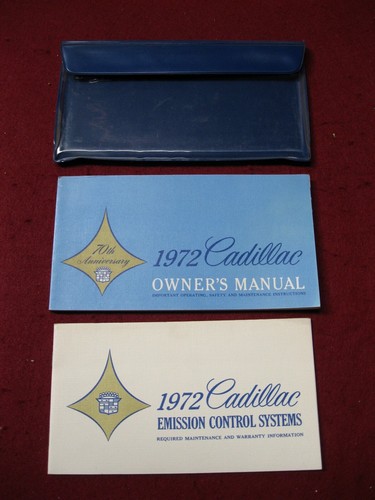 70th
Anniversary
1972 Cadillac
OWNER'S MANUAL
IMPORTANT OPERATING, SAFETY AND MAINTENANCE INSTRUCTIONS
1972 Cadillac
EMISSION CONTROL SYSTEMS
REQUIRED MAINTENANCE AND WARRANTY INFORMATION